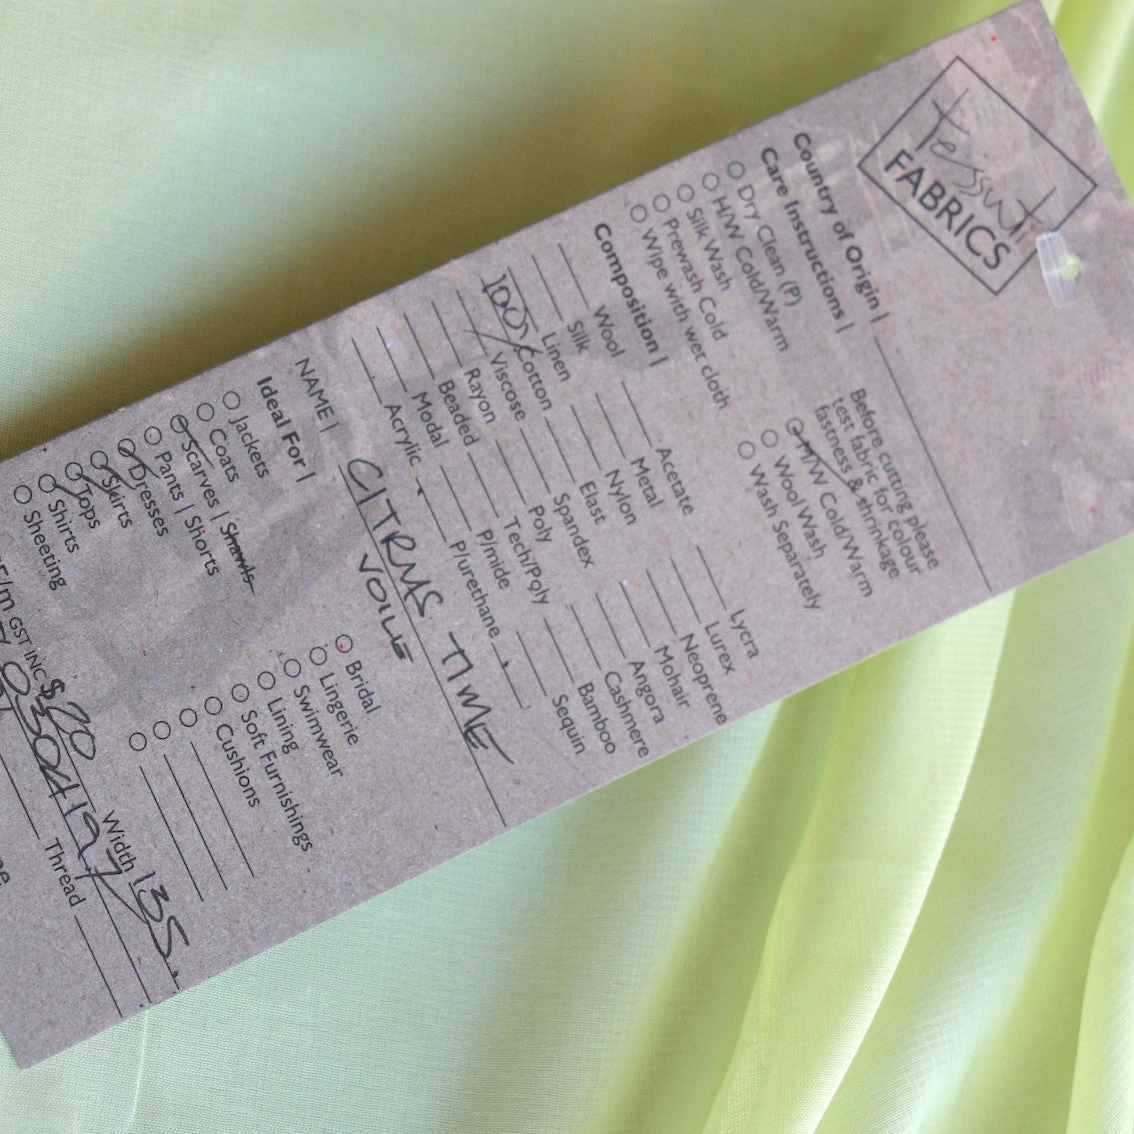 Tessuti
FABRICS
Country of Origin |
Care Instructions |
Before cutting please
test fabric for colour
fastness & shrinkage
Dry Clean (P)
H/W Cold/Warm
Silk Wash
Prewash Cold
Wipe with wet cloth
M/W Cold/Warm
Wool Wash
Wash Separately
Composition |
Wool
Silk
Linen
100% Cotton
Viscose
Rayon
Beaded
Modal
Acrylic
Acetate
Metal
Nylon
Elast
Spandex
Poly
Tech/Poly
P/mide
P/urethane
Lycra
Lurex
Neoprene
Mohair
Angora
Cashmere
Bamboo
Sequin
NAME | CITRUS TIME
VOILE
Ideal For |
Jackets
Coats
Scarves | Shawls
Pants | Shorts
Dresses
Skirts
Tops
Shirts
Sheeting
Bridal
Lingerie
Swimwear
Lining
Soft Furnishings
Cushions
/m GST INC $20
Width 135
Thread